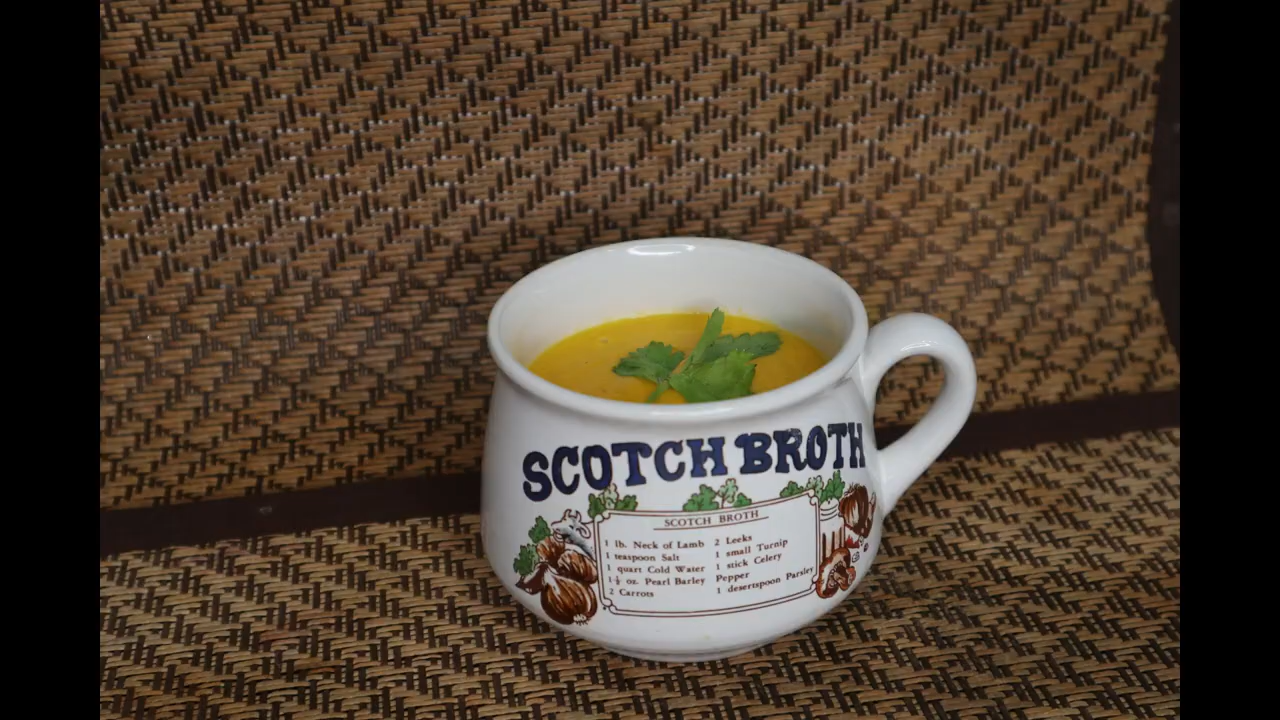 SCOTCH BROTH
SCOTCH BROTH
1 lb. Neck of Lamb
1 teaspoon Salt
1 quart Cold Water
1½ oz. Pearl Barley
2 Carrots
2 Leeks
1 small Turnip
1 stick Celery
Pepper
1 desertspoon Parsley